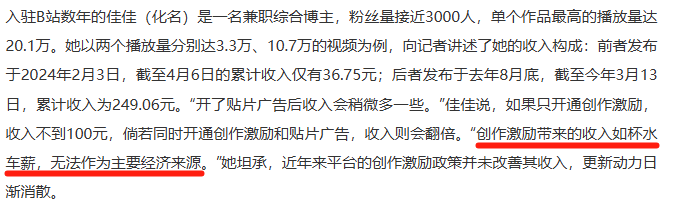 入驻B站数年的佳佳（化名）是一名兼职综合博主，粉丝量接近3000人，单个作品最高的播放量达
20.1万。她以两个播放量分别达3.3万、10.7万的视频为例，向记者讲述了她的收入构成：前者发布
于2024年2月3日，截至4月6日的累计收入仅有36.75元；后者发布于去年8月底，截至今年3月13
日，累计收入为249.06元。“开了贴片广告后收入会稍微多一些。”佳佳说，如果只开通创作激励，
收入不到100元，倘若同时开通创作激励和贴片广告，收入则会翻倍。“创作激励带来的收入如杯水
车薪，无法作为主要经济来源。”她坦承，近年来平台的创作激励政策并未改善其收入，更新动力日
渐消散。